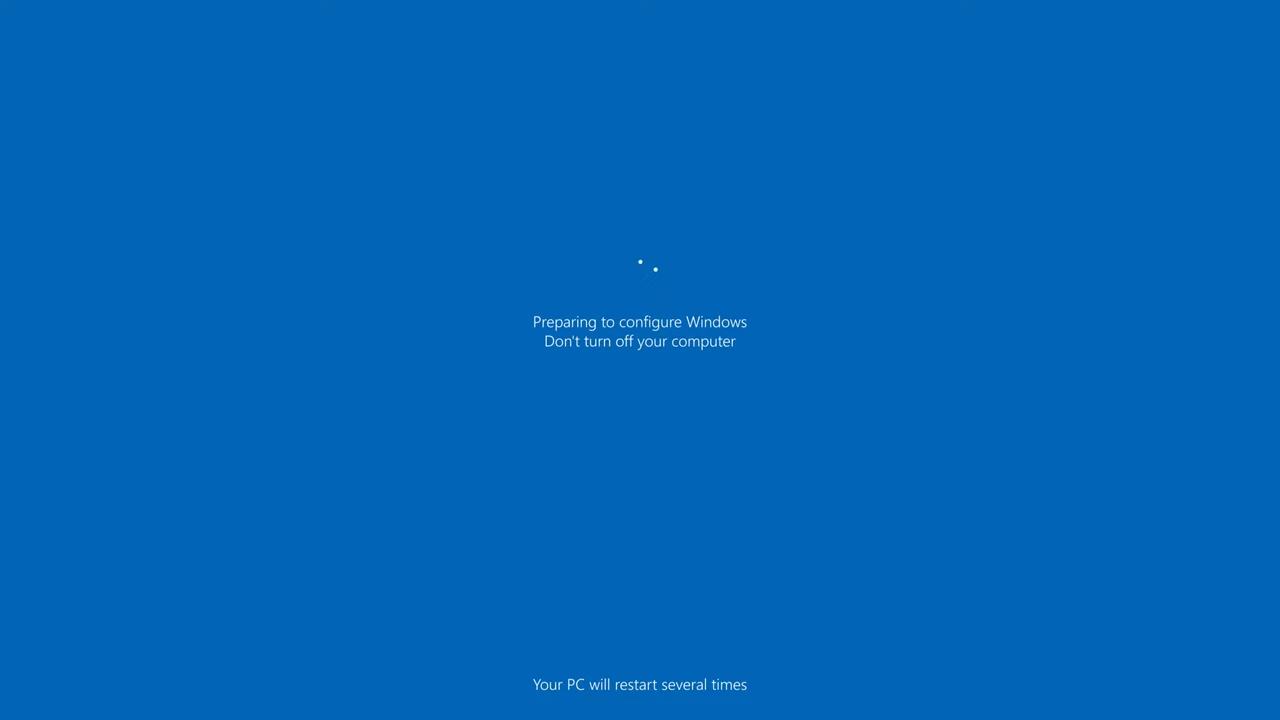 Preparing to configure Windows
Don't turn off your computer
Your PC will restart several times